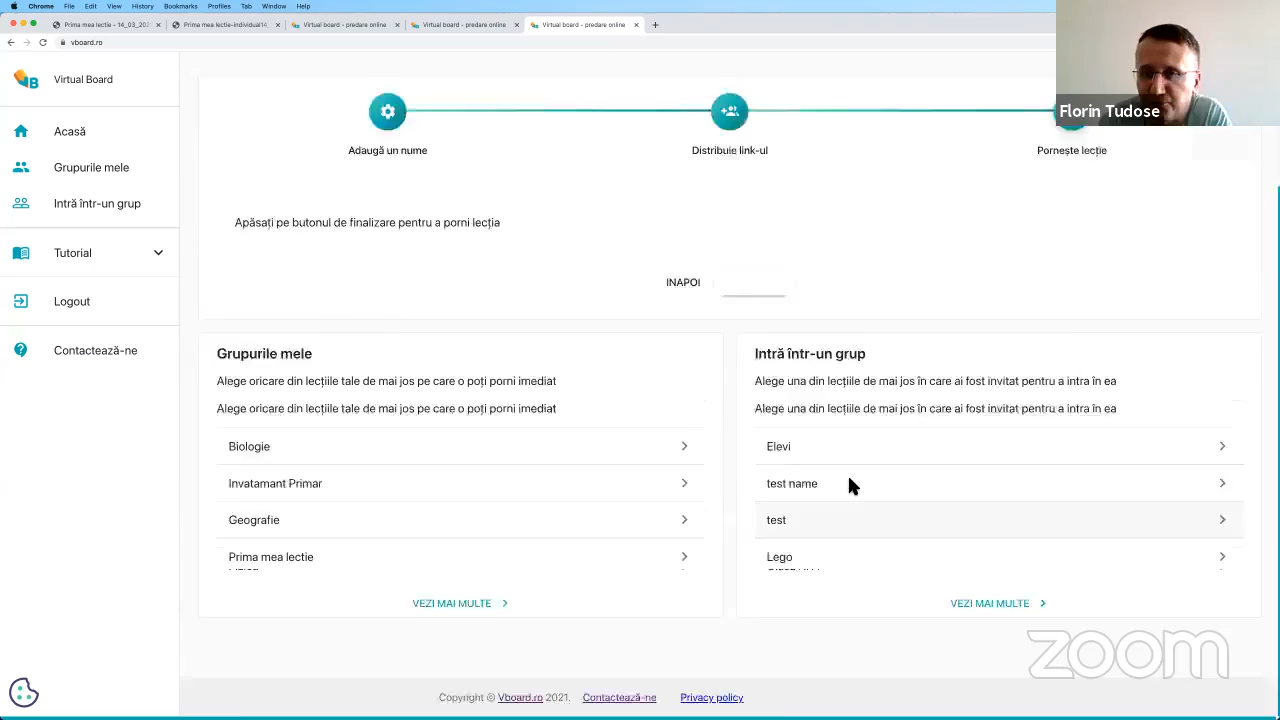 Chrome File Edit View History Bookmarks Profiles Tab Window Help
Prima mea lectie - 14_03_202 Prima mea lectie-individual14 Virtual board - predare online Virtual board - predare online Virtual board - predare online
vboard.ro
Virtual Board
Florin Tudose
Acasă
Grupurile mele
Intră într-un grup
Tutorial
Logout
Contactează-ne
Adaugă un nume
Distribuie link-ul
Pornește lecție
Apăsați pe butonul de finalizare pentru a porni lecția
INAPOI
Grupurile mele
Alege oricare din lecțiile tale de mai jos pe care o poți porni imediat
Alege oricare din lecțiile tale de mai jos pe care o poți porni imediat
Biologie
Invatamant Primar
Geografie
Prima mea lectie
VEZI MAI MULTE
Intră într-un grup
Alege una din lecțiile de mai jos în care ai fost invitat pentru a intra în ea
Alege una din lecțiile de mai jos în care ai fost invitat pentru a intra în ea
Elevi
test name
test
Lego
VEZI MAI MULTE
zoom
Copyright © Vboard.ro 2021. Contactează-ne Privacy policy